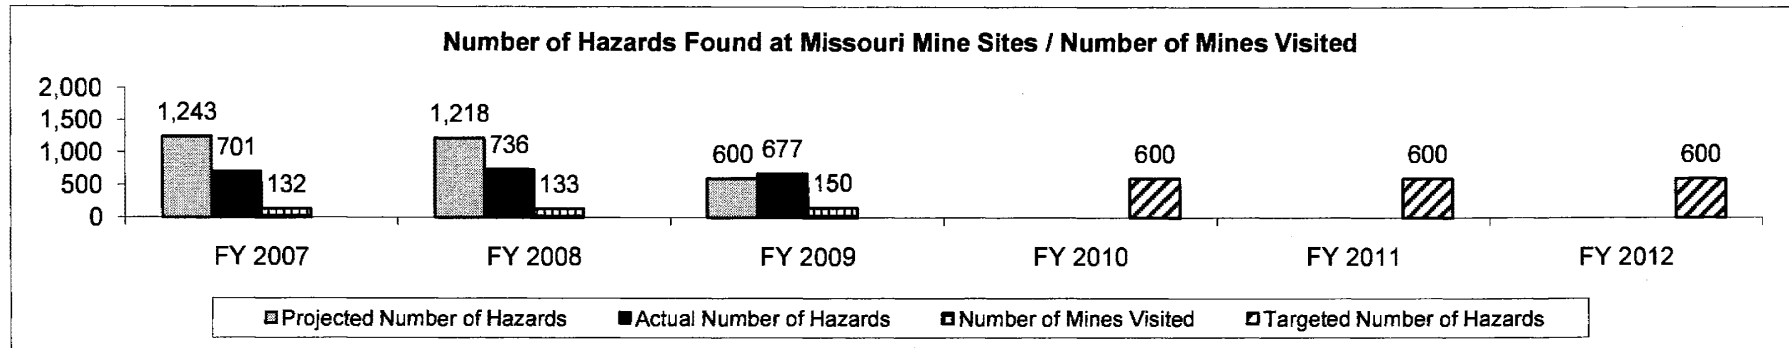 Number of Hazards Found at Missouri Mine Sites / Number of Mines Visited
2,000
1,500
1,000
500
0
1,243
701
132
1,218
736
133
600
677
150
600
600
600
FY 2007
FY 2008
FY 2009
FY 2010
FY 2011
FY 2012
Projected Number of Hazards
Actual Number of Hazards
Number of Mines Visited
Targeted Number of Hazards